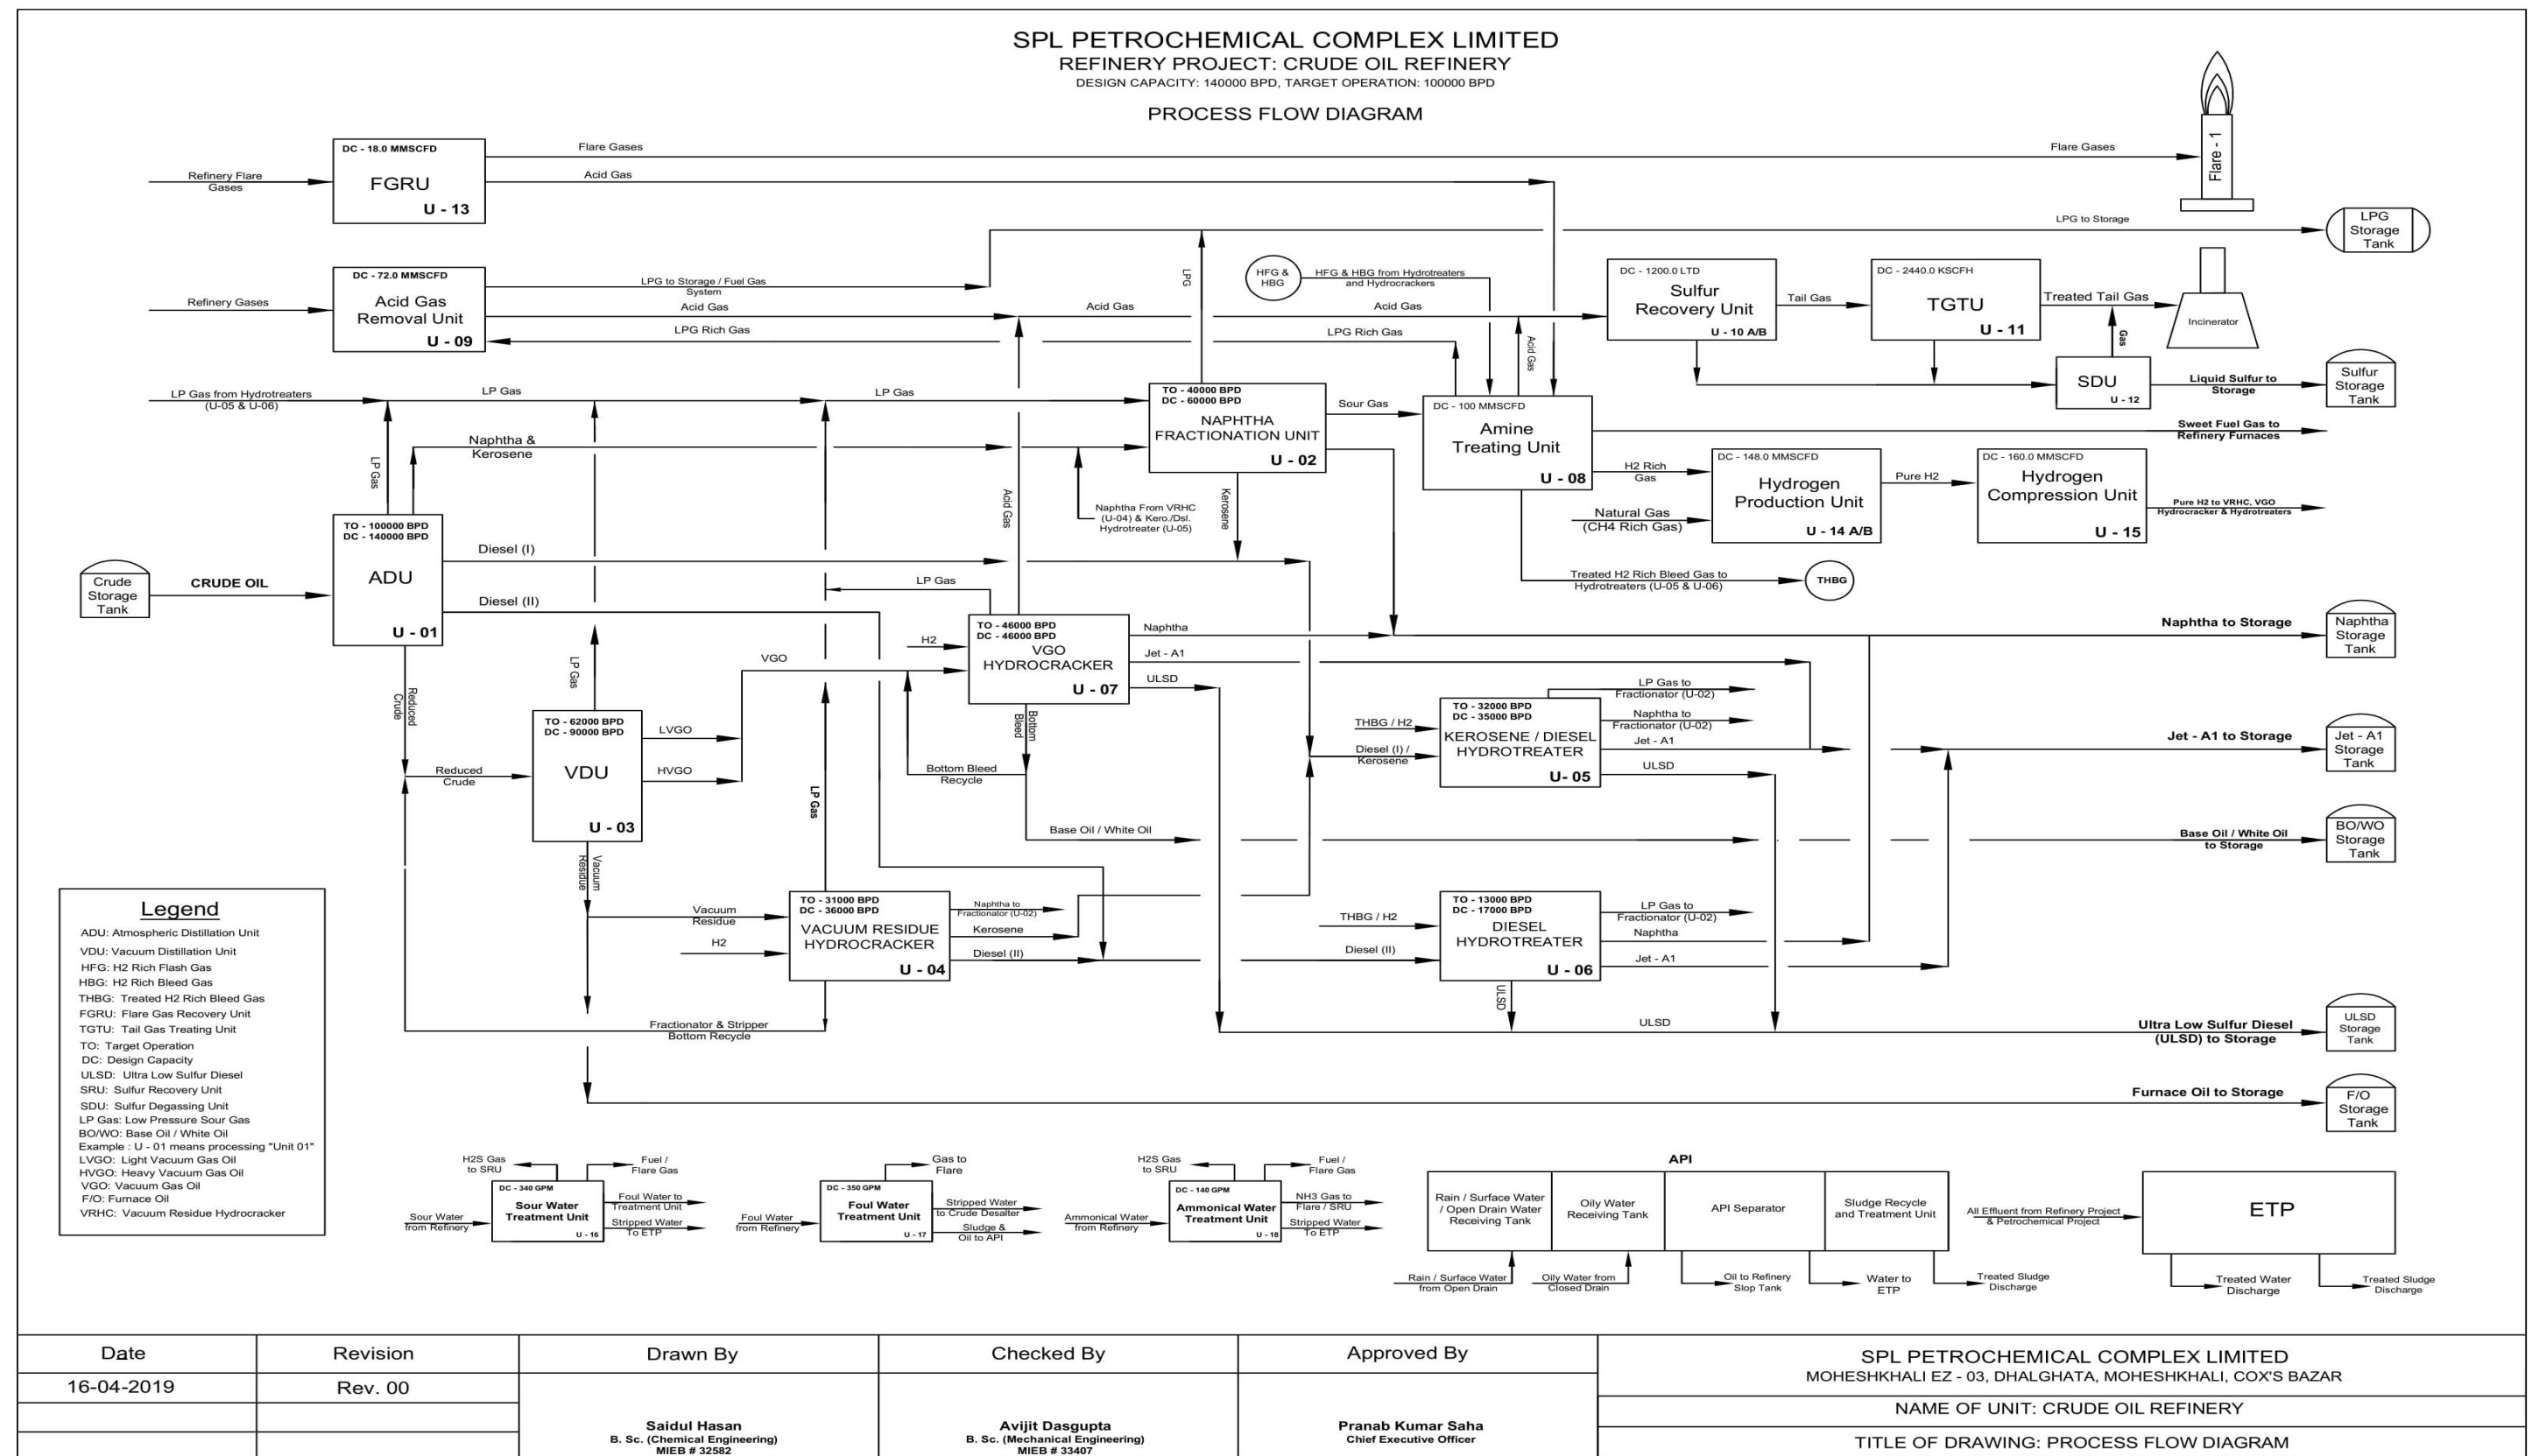 SPL PETROCHEMICAL COMPLEX LIMITED
REFINERY PROJECT: CRUDE OIL REFINERY
DESIGN CAPACITY: 140000 BPD, TARGET OPERATION: 100000 BPD
PROCESS FLOW DIAGRAM
Refinery Flare
Gases
DC - 18.0 MMSCFD
FGRU
U - 13
Flare Gases
Acid Gas
Flare Gases
Flare - 1
LPG to Storage
LPG
Storage
Tank
Refinery Gases
DC - 72.0 MMSCFD
Acid Gas
Removal Unit
U - 09
LPG to Storage / Fuel Gas
System
Acid Gas
LPG Rich Gas
Acid Gas
LPG
HFG &
HBG
HFG & HBG from Hydrotreaters
and Hydrocrackers
Acid Gas
LPG Rich Gas
Acid Gas
DC - 1200.0 LTD
Sulfur
Recovery Unit
U - 10 A/B
Tail Gas
DC - 2440.0 KSCFH
TGTU
U - 11
Treated Tail Gas
Gas
Incinerator
SDU
U - 12
Liquid Sulfur to
Storage
Sulfur
Storage
Tank
LP Gas from Hydrotreaters
(U-05 & U-06)
LP Gas
LP Gas
LP Gas
Naphtha &
Kerosene
LP Gas
TO - 40000 BPD
DC - 60000 BPD
NAPHTHA
FRACTIONATION UNIT
U - 02
Sour Gas
DC - 100 MMSCFD
Amine
Treating Unit
U - 08
Sweet Fuel Gas to
Refinery Furnaces
H2 Rich
Gas
Natural Gas
(CH4 Rich Gas)
DC - 148.0 MMSCFD
Hydrogen
Production Unit
U - 14 A/B
Pure H2
DC - 160.0 MMSCFD
Hydrogen
Compression Unit
U - 15
Pure H2 to VRHC, VGO
Hydrocracker & Hydrotreaters
Acid Gas
Naphtha From VRHC
(U-04) & Kero./Dsl.
Hydrotreater (U-05)
Kerosene
Treated H2 Rich Bleed Gas to
Hydrotreaters (U-05 & U-06)
THBG
Crude
Storage
Tank
CRUDE OIL
TO - 100000 BPD
DC - 140000 BPD
ADU
U - 01
Diesel (I)
Diesel (II)
LP Gas
H2
TO - 46000 BPD
DC - 46000 BPD
VGO
HYDROCRACKER
U - 07
Naphtha
Jet - A1
ULSD
Naphtha to Storage
Naphtha
Storage
Tank
Reduced
Crude
LP Gas
VGO
Reduced
Crude
TO - 62000 BPD
DC - 90000 BPD
VDU
U - 03
LVGO
HVGO
LP Gas
Bottom
Bleed
Bottom Bleed
Recycle
THBG / H2
Diesel (I) /
Kerosene
TO - 32000 BPD
DC - 35000 BPD
KEROSENE / DIESEL
HYDROTREATER
U- 05
LP Gas to
Fractionator (U-02)
Naphtha to
Fractionator (U-02)
Jet - A1
ULSD
Jet - A1 to Storage
Jet - A1
Storage
Tank
Base Oil / White Oil
Base Oil / White Oil
to Storage
BO/WO
Storage
Tank
Vacuum
Residue
Vacuum
Residue
H2
TO - 31000 BPD
DC - 36000 BPD
VACUUM RESIDUE
HYDROCRACKER
U - 04
Naphtha to
Fractionator (U-02)
Kerosene
Diesel (II)
THBG / H2
Diesel (II)
TO - 13000 BPD
DC - 17000 BPD
DIESEL
HYDROTREATER
U - 06
LP Gas to
Fractionator (U-02)
Naphtha
Jet - A1
ULSD
Fractionator & Stripper
Bottom Recycle
ULSD
Ultra Low Sulfur Diesel
(ULSD) to Storage
ULSD
Storage
Tank
Furnace Oil to Storage
F/O
Storage
Tank
Legend
ADU: Atmospheric Distillation Unit
VDU: Vacuum Distillation Unit
HFG: H2 Rich Flash Gas
HBG: H2 Rich Bleed Gas
THBG: Treated H2 Rich Bleed Gas
FGRU: Flare Gas Recovery Unit
TGTU: Tail Gas Treating Unit
TO: Target Operation
DC: Design Capacity
ULSD: Ultra Low Sulfur Diesel
SRU: Sulfur Recovery Unit
SDU: Sulfur Degassing Unit
LP Gas: Low Pressure Sour Gas
BO/WO: Base Oil / White Oil
Example : U - 01 means processing "Unit 01"
LVGO: Light Vacuum Gas Oil
HVGO: Heavy Vacuum Gas Oil
VGO: Vacuum Gas Oil
F/O: Furnace Oil
VRHC: Vacuum Residue Hydrocracker
H2S Gas
to SRU
Fuel /
Flare Gas
Sour Water
from Refinery
DC - 340 GPM
Sour Water
Treatment Unit
U - 16
Foul Water to
Treatment Unit
Stripped Water
To ETP
Gas to
Flare
Foul Water
from Refinery
DC - 350 GPM
Foul Water
Treatment Unit
U - 17
Stripped Water
to Crude Desalter
Sludge &
Oil to API
H2S Gas
to SRU
Fuel /
Flare Gas
Ammonical Water
from Refinery
DC - 140 GPM
Ammonical Water
Treatment Unit
U - 18
NH3 Gas to
Flare / SRU
Stripped Water
To ETP
API
Rain / Surface Water
/ Open Drain Water
Receiving Tank
Oily Water
Receiving Tank
API Separator
Sludge Recycle
and Treatment Unit
Rain / Surface Water
from Open Drain
Oily Water from
Closed Drain
Oil to Refinery
Slop Tank
Water to
ETP
Treated Sludge
Discharge
All Effluent from Refinery Project
& Petrochemical Project
ETP
Treated Water
Discharge
Treated Sludge
Discharge
Date
Revision
Drawn By
Checked By
Approved By
16-04-2019
Rev. 00
Saidul Hasan
B. Sc. (Chemical Engineering)
MIEB # 32582
Avijit Dasgupta
B. Sc. (Mechanical Engineering)
MIEB # 33407
Pranab Kumar Saha
Chief Executive Officer
SPL PETROCHEMICAL COMPLEX LIMITED
MOHESHKHALI EZ - 03, DHALGHATA, MOHESHKHALI, COX'S BAZAR
NAME OF UNIT: CRUDE OIL REFINERY
TITLE OF DRAWING: PROCESS FLOW DIAGRAM